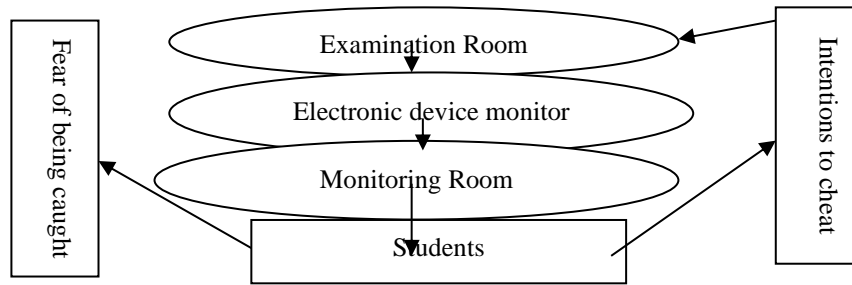 Fear of being caught
Examination Room
Electronic device monitor
Monitoring Room
Students
Intentions to cheat